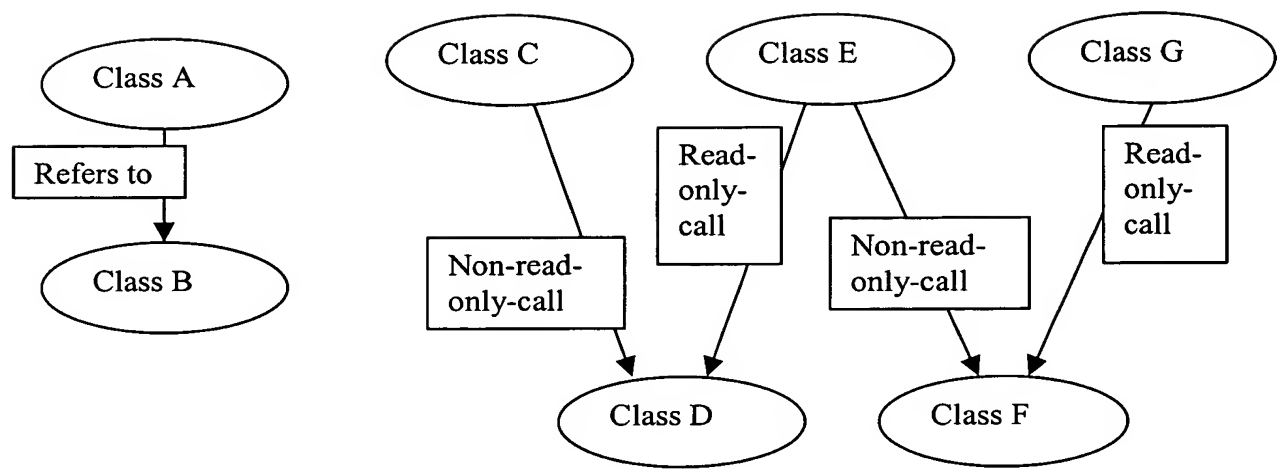 Class A
Class C
Class E
Class G
Refers to
Read-
only-
call
Read-
only-
call
Non-read-
only-call
Non-read-
only-call
Class B
Class D
Class F